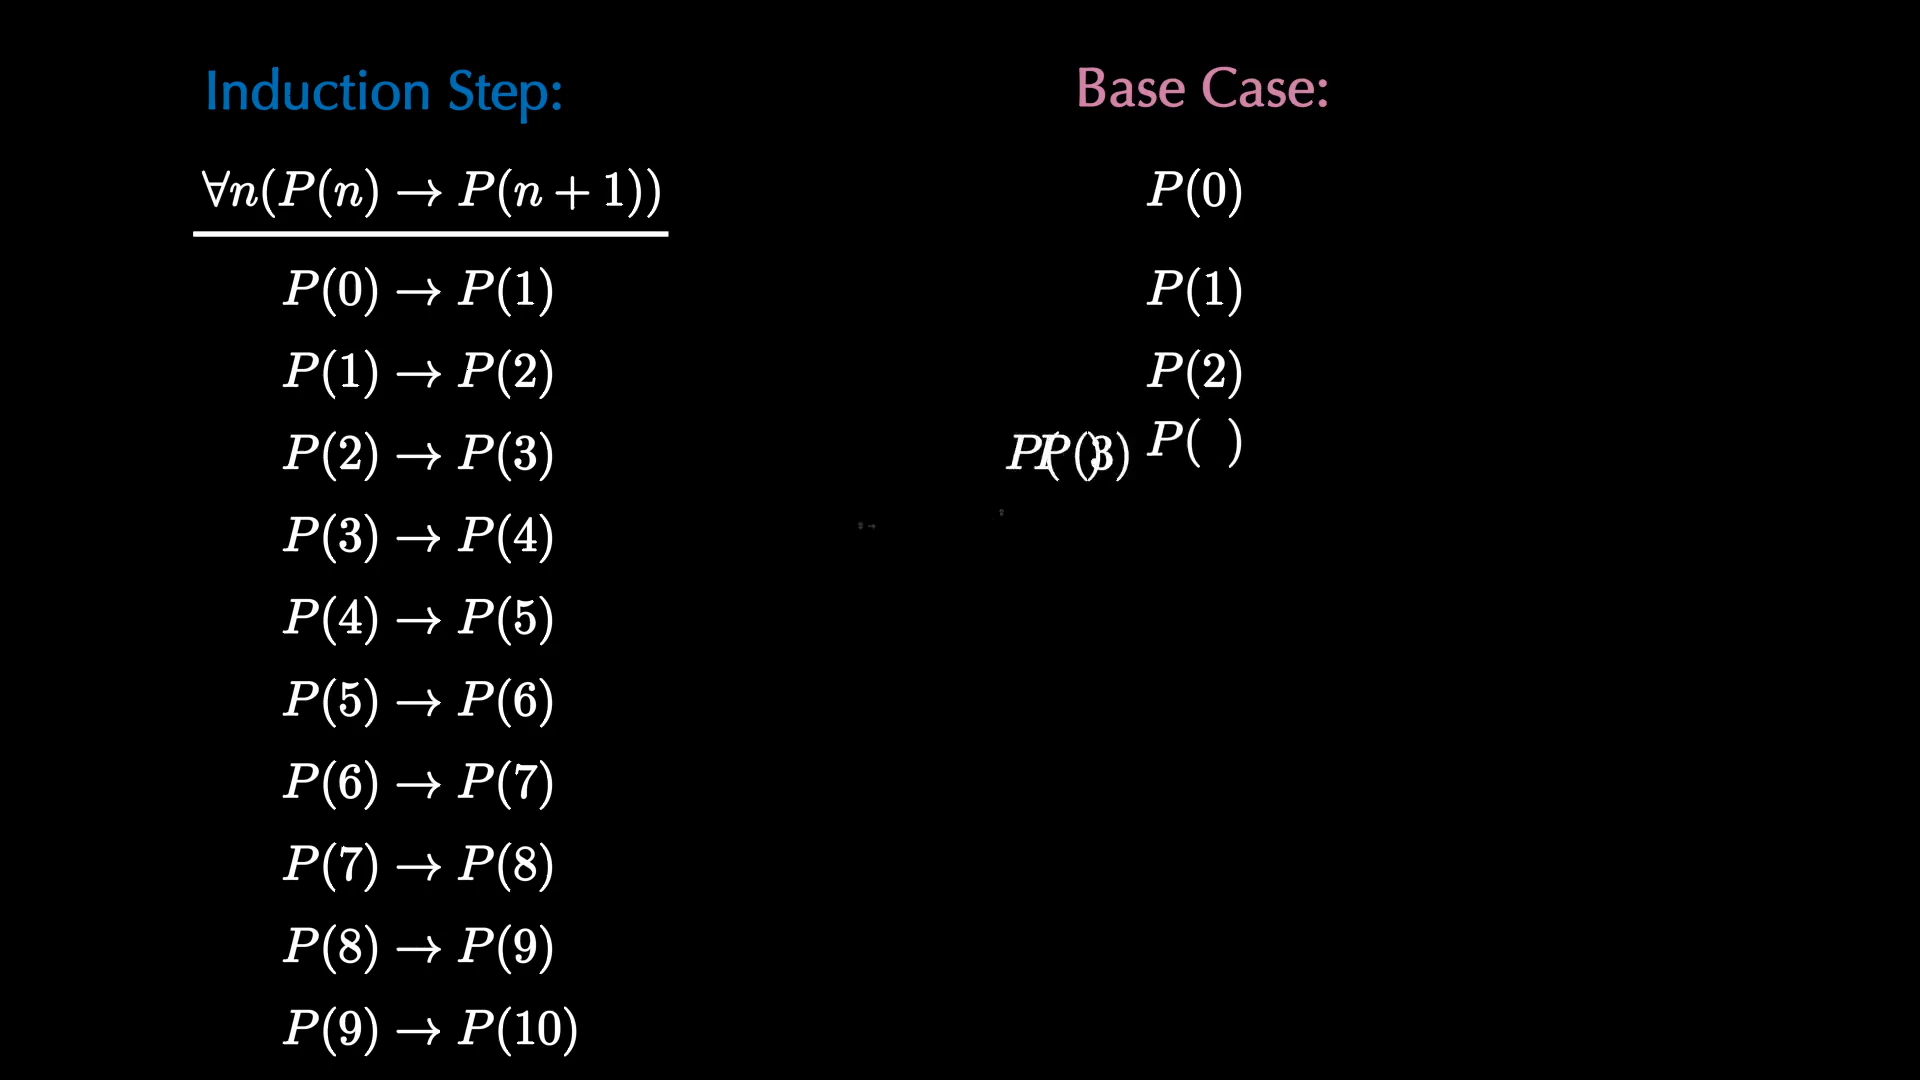 Induction Step:
∀n(P(n) → P(n + 1))
P(0) → P(1)
P(1) → P(2)
P(2) → P(3)
P(3) → P(4)
P(4) → P(5)
P(5) → P(6)
P(6) → P(7)
P(7) → P(8)
P(8) → P(9)
P(9) → P(10)
Base Case:
P(0)
P(1)
P(2)
P( )